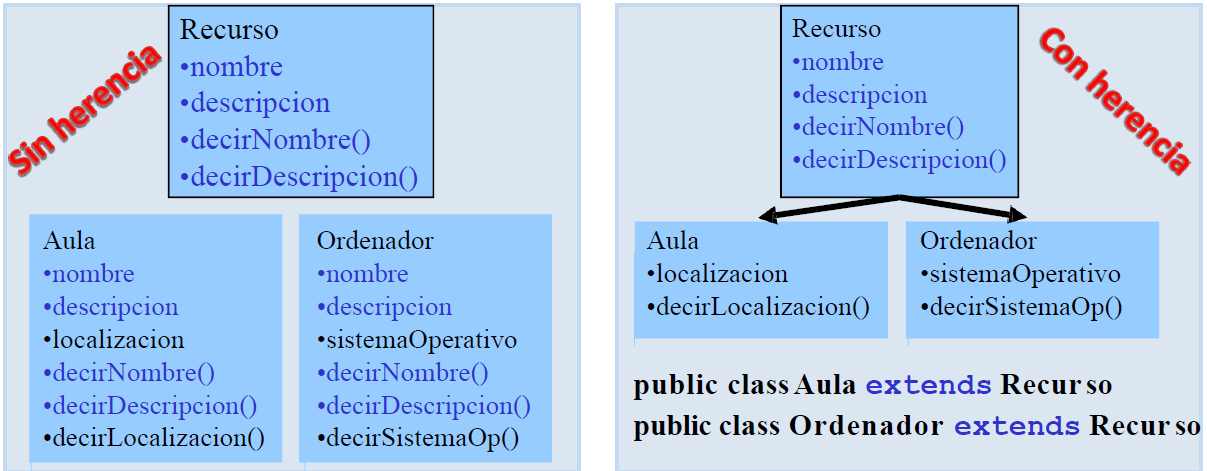 Sin herencia
Recurso
•nombre
•descripcion
•decirNombre()
•decirDescripcion()
Aula
•nombre
•descripcion
•localizacion
•decirNombre()
•decirDescripcion()
•decirLocalizacion()
Ordenador
•nombre
•descripcion
•sistemaOperativo
•decirNombre()
•decirDescripcion()
•decirSistemaOp()
Con herencia
Recurso
•nombre
•descripcion
•decirNombre()
•decirDescripcion()
Aula
•localizacion
•decirLocalizacion()
Ordenador
•sistemaOperativo
•decirSistemaOp()
public class Aula extends Recurso
public class Ordenador extends Recurso